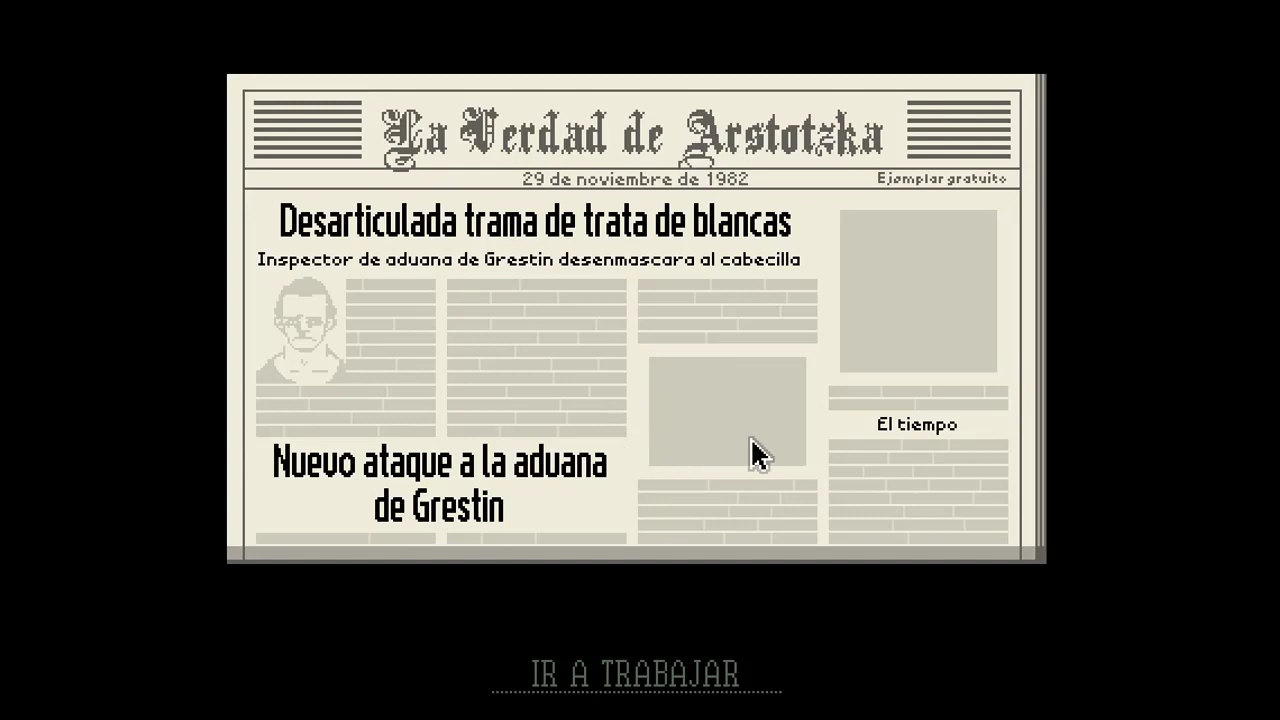 La Verdad de Arstotzka
29 de noviembre de 1982
Ejemplar gratuito
Desarticulada trama de trata de blancas
Inspector de aduana de Grestin desenmascara al cabecilla
Nuevo ataque a la aduana
de Grestin
El tiempo
IR A TRABAJAR